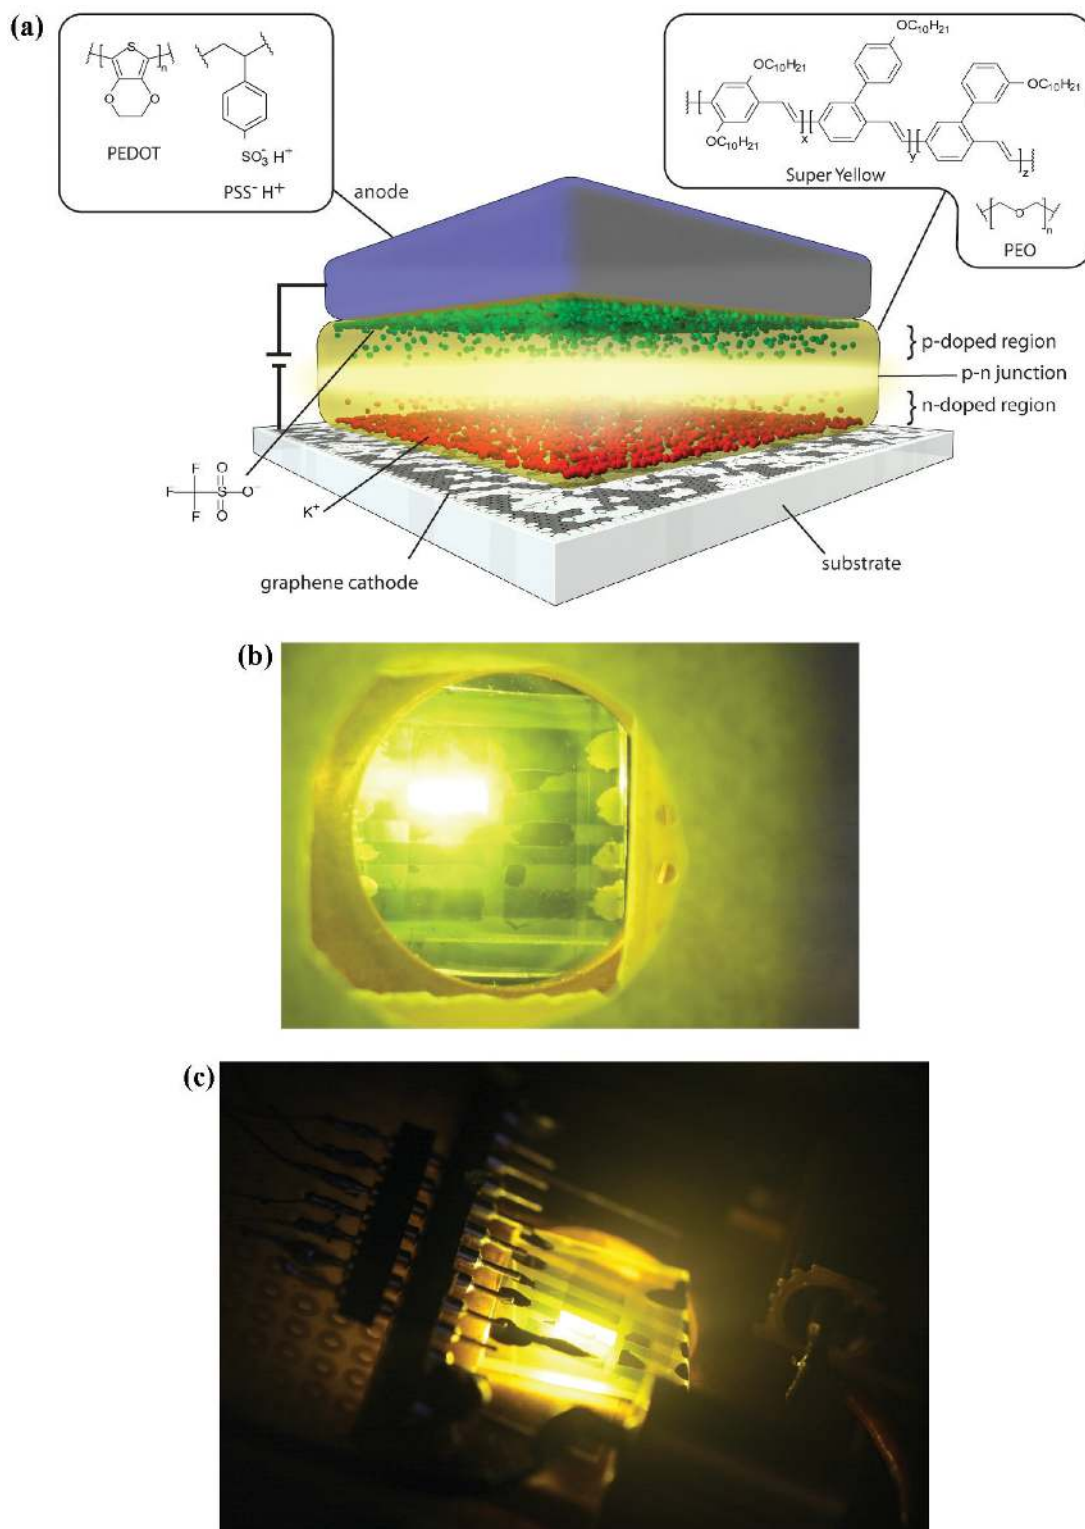 (a)
S
n
O
O
PEDOT
SO₃⁻ H⁺
PSS⁻ H⁺
anode
OC₁₀H₂₁
OC₁₀H₂₁
OC₁₀H₂₁
OC₁₀H₂₁
x
y
z
Super Yellow
O
n
PEO
p-doped region
p-n junction
n-doped region
F
O
F
S
O⁻
F
O
K⁺
graphene cathode
substrate
(b)
(c)